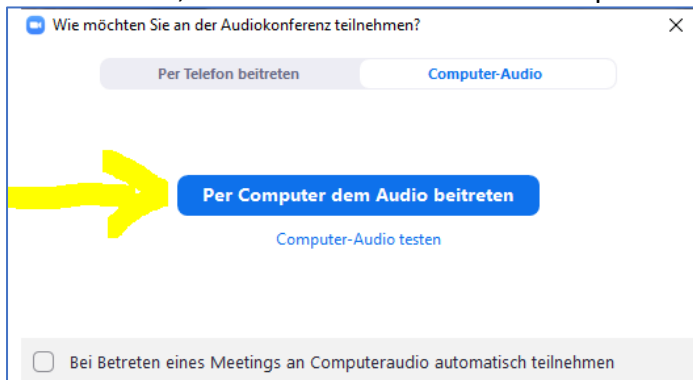 Wie möchten Sie an der Audiokonferenz teilnehmen?
Per Telefon beitreten Computer-Audio
Per Computer dem Audio beitreten
Computer-Audio testen
Bei Betreten eines Meetings an Computeraudio automatisch teilnehmen